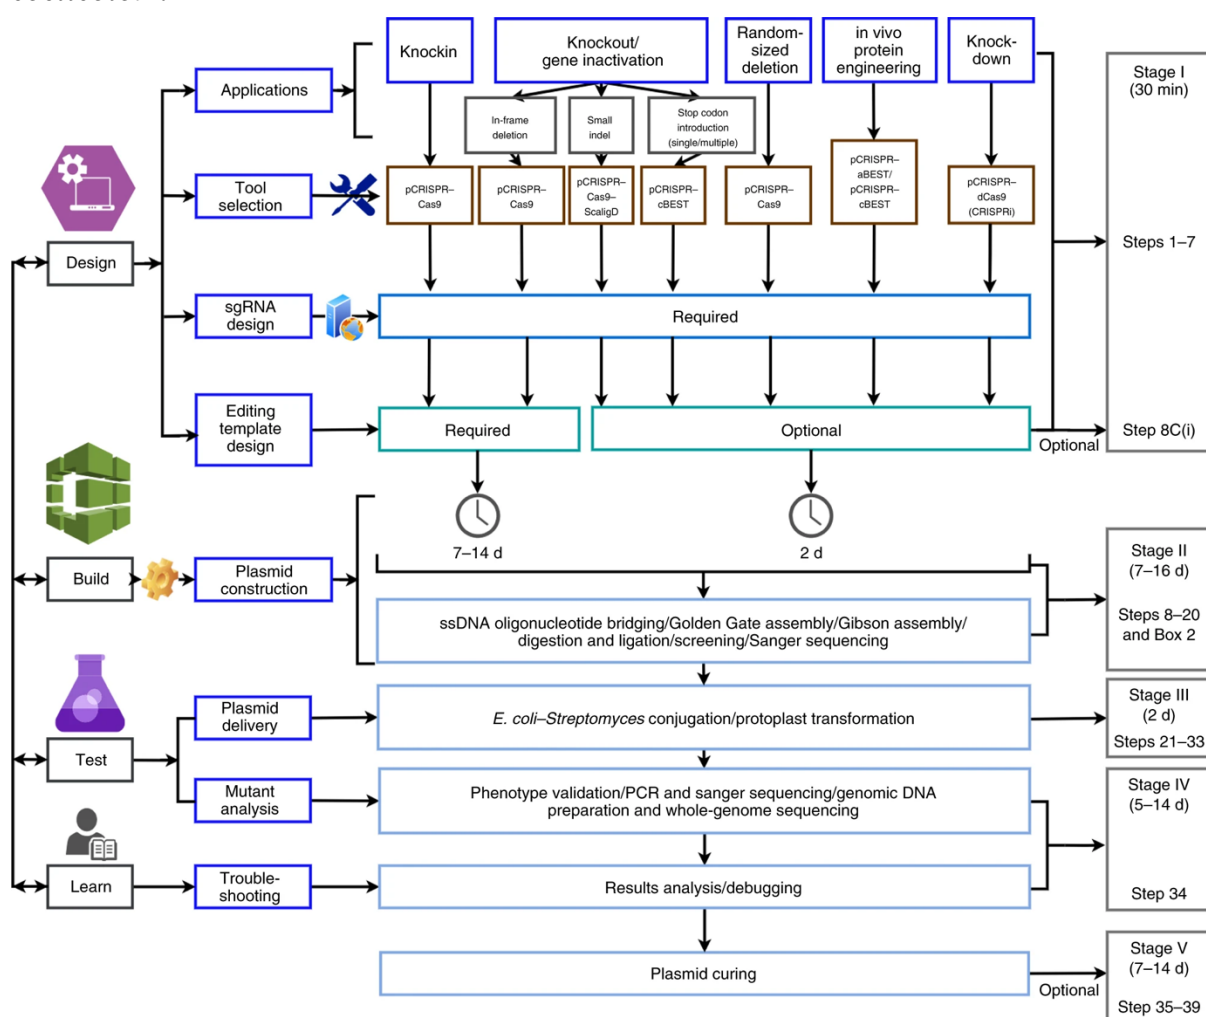 Knockin
Knockout/
gene inactivation
Random-
sized deletion
in vivo
protein
engineering
Knock-
down
Stage I
(30 min)
Applications
In-frame
deletion
Small
indel
Stop codon
introduction
(single/multiple)
Tool
selection
pCRISPR–
Cas9
pCRISPR–
Cas9
pCRISPR–
Cas9–
ScaligD
pCRISPR–
cBEST
pCRISPR–
Cas9
pCRISPR–
aBEST/
pCRISPR–
cBEST
pCRISPR–
dCas9
(CRISPRi)
Steps 1–7
Design
sgRNA
design
Required
Editing
template
design
Required
Optional
Optional
Step 8C(i)
7–14 d
2 d
Build
Plasmid
construction
Stage II
(7–16 d)
Steps 8–20
and Box 2
ssDNA oligonucleotide bridging/Golden Gate assembly/Gibson assembly/
digestion and ligation/screening/Sanger sequencing
Plasmid
delivery
E. coli–Streptomyces conjugation/protoplast transformation
Stage III
(2 d)
Steps 21–33
Test
Mutant
analysis
Phenotype validation/PCR and sanger sequencing/genomic DNA
preparation and whole-genome sequencing
Stage IV
(5–14 d)
Step 34
Learn
Trouble-
shooting
Results analysis/debugging
Plasmid curing
Optional
Stage V
(7–14 d)
Step 35–39